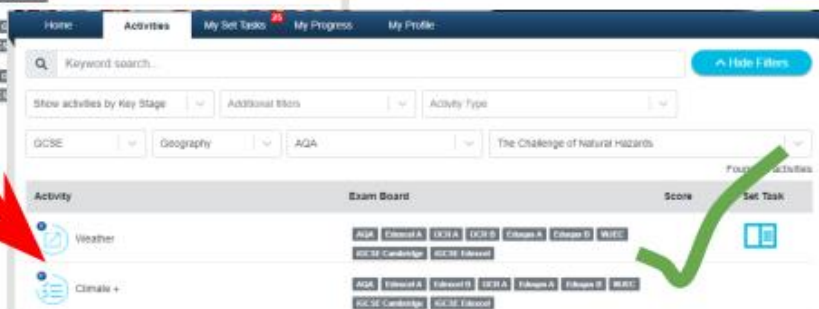 Home Activities My Set Tasks 25 My Progress My Profile
Keyword search...
Hide Filters
Show activities by Key Stage Additional filters Activity Type
GCSE Geography AQA The Challenge of Natural Hazards
activities
Activity Exam Board Score Set Task
Weather AQA Edexcel A OCR A OCR B Eduqas A Eduqas B WJEC
IGCSE Cambridge IGCSE Edexcel
Climate + AQA Edexcel A Edexcel B OCR A Eduqas A Eduqas B WJEC
IGCSE Cambridge IGCSE Edexcel